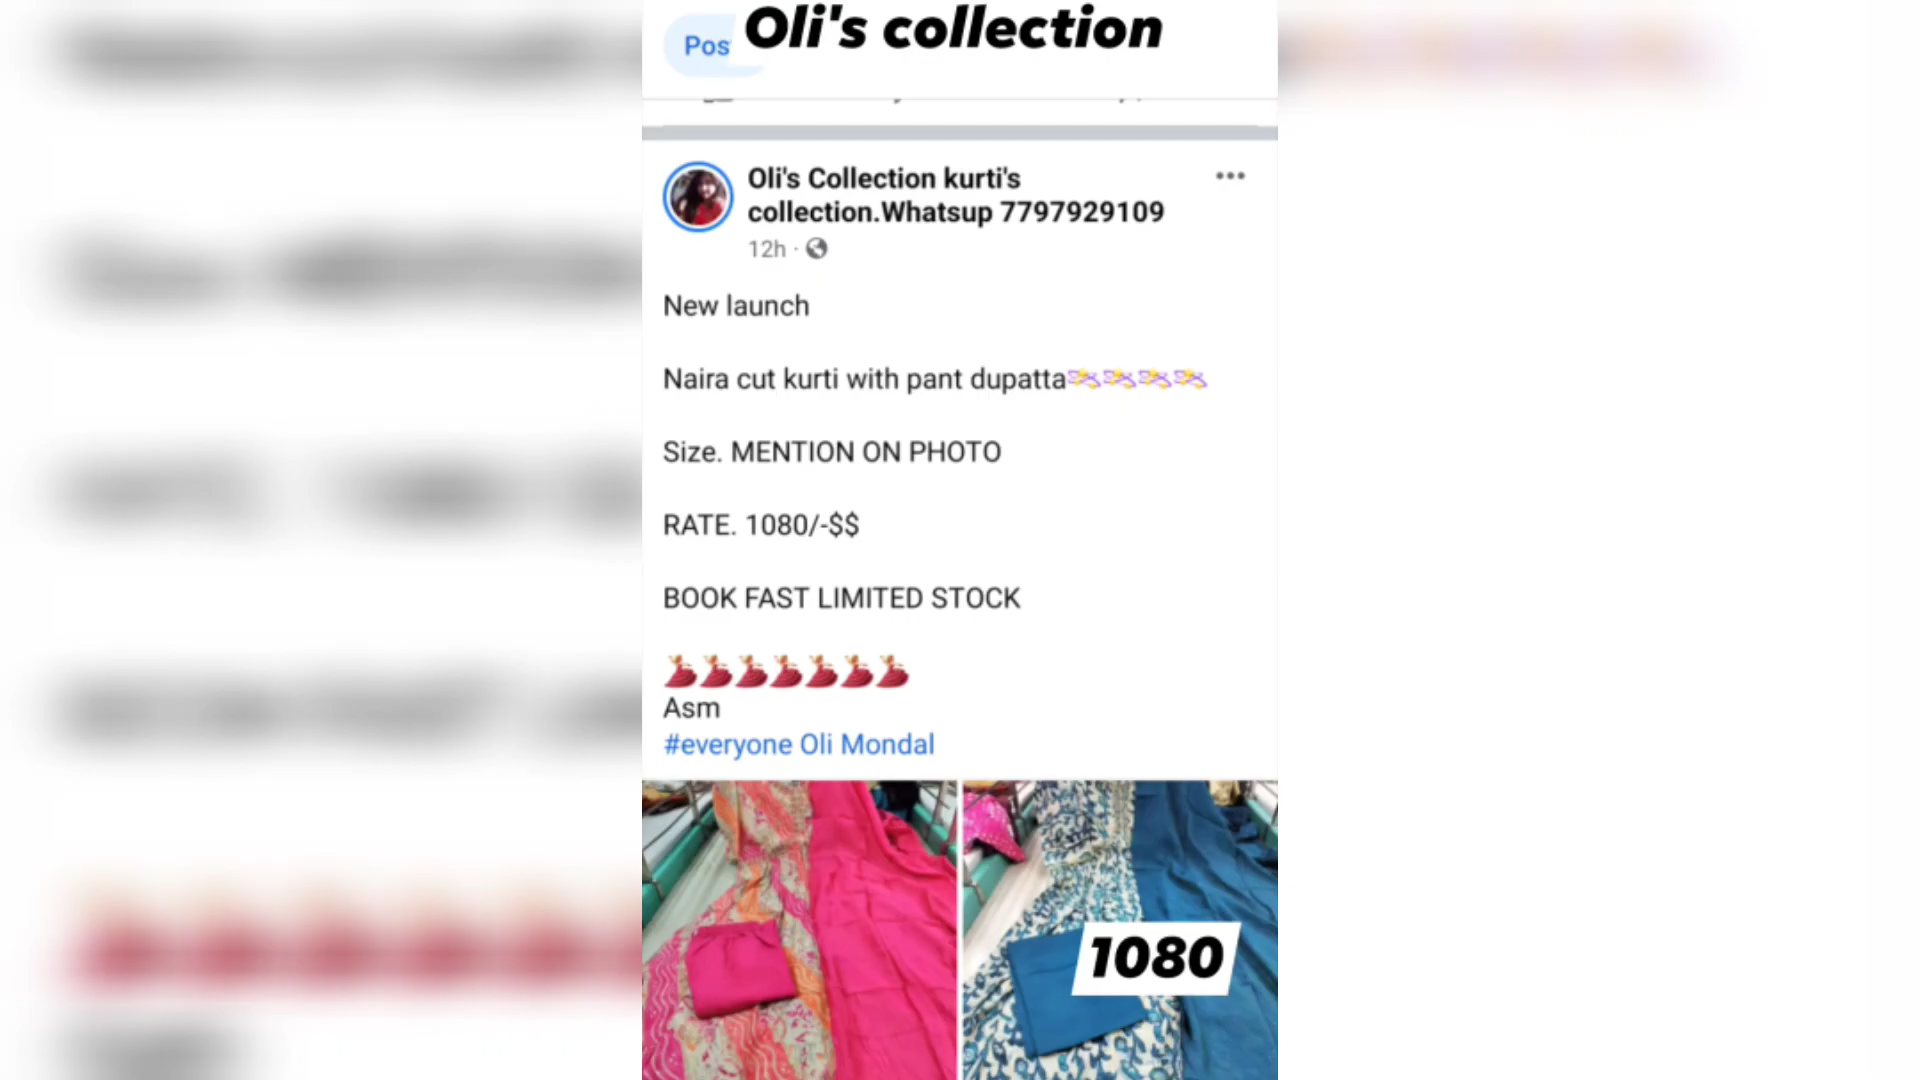 Oli's collection
Pos
Oli's Collection kurti's
collection.Whatsup 7797929109
12h ·
New launch
Naira cut kurti with pant dupatta
Size. MENTION ON PHOTO
RATE. 1080/-$$
BOOK FAST LIMITED STOCK
Asm
#everyone Oli Mondal
1080